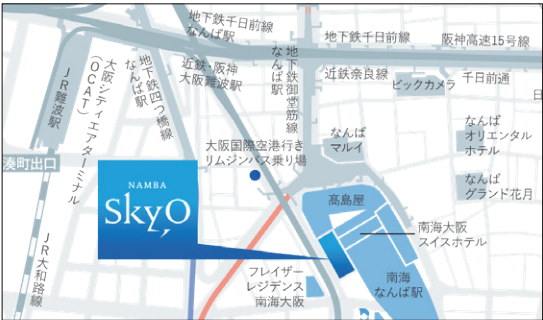 地下鉄千日前線
なんば駅
地下鉄千日前線
阪神高速15号線
近鉄・阪神
大阪難波駅
近鉄奈良線
千日前通
ビックカメラ
日
地下鉄御堂筋線
なんば駅
地下鉄四つ橋線
なんば駅
大阪シティエアターミナル
(OCAT)
JR難波駅
湊町出口
JR大和路線
大阪国際空港行き
リムジンバス乗り場
なんば
マルイ
なんば
オリエンタル
ホテル
なんば
グランド花月
NAMBA
SkyO
髙島屋
南海大阪
スイスホテル
南海
なんば駅
フレイザー
レジデンス
南海大阪